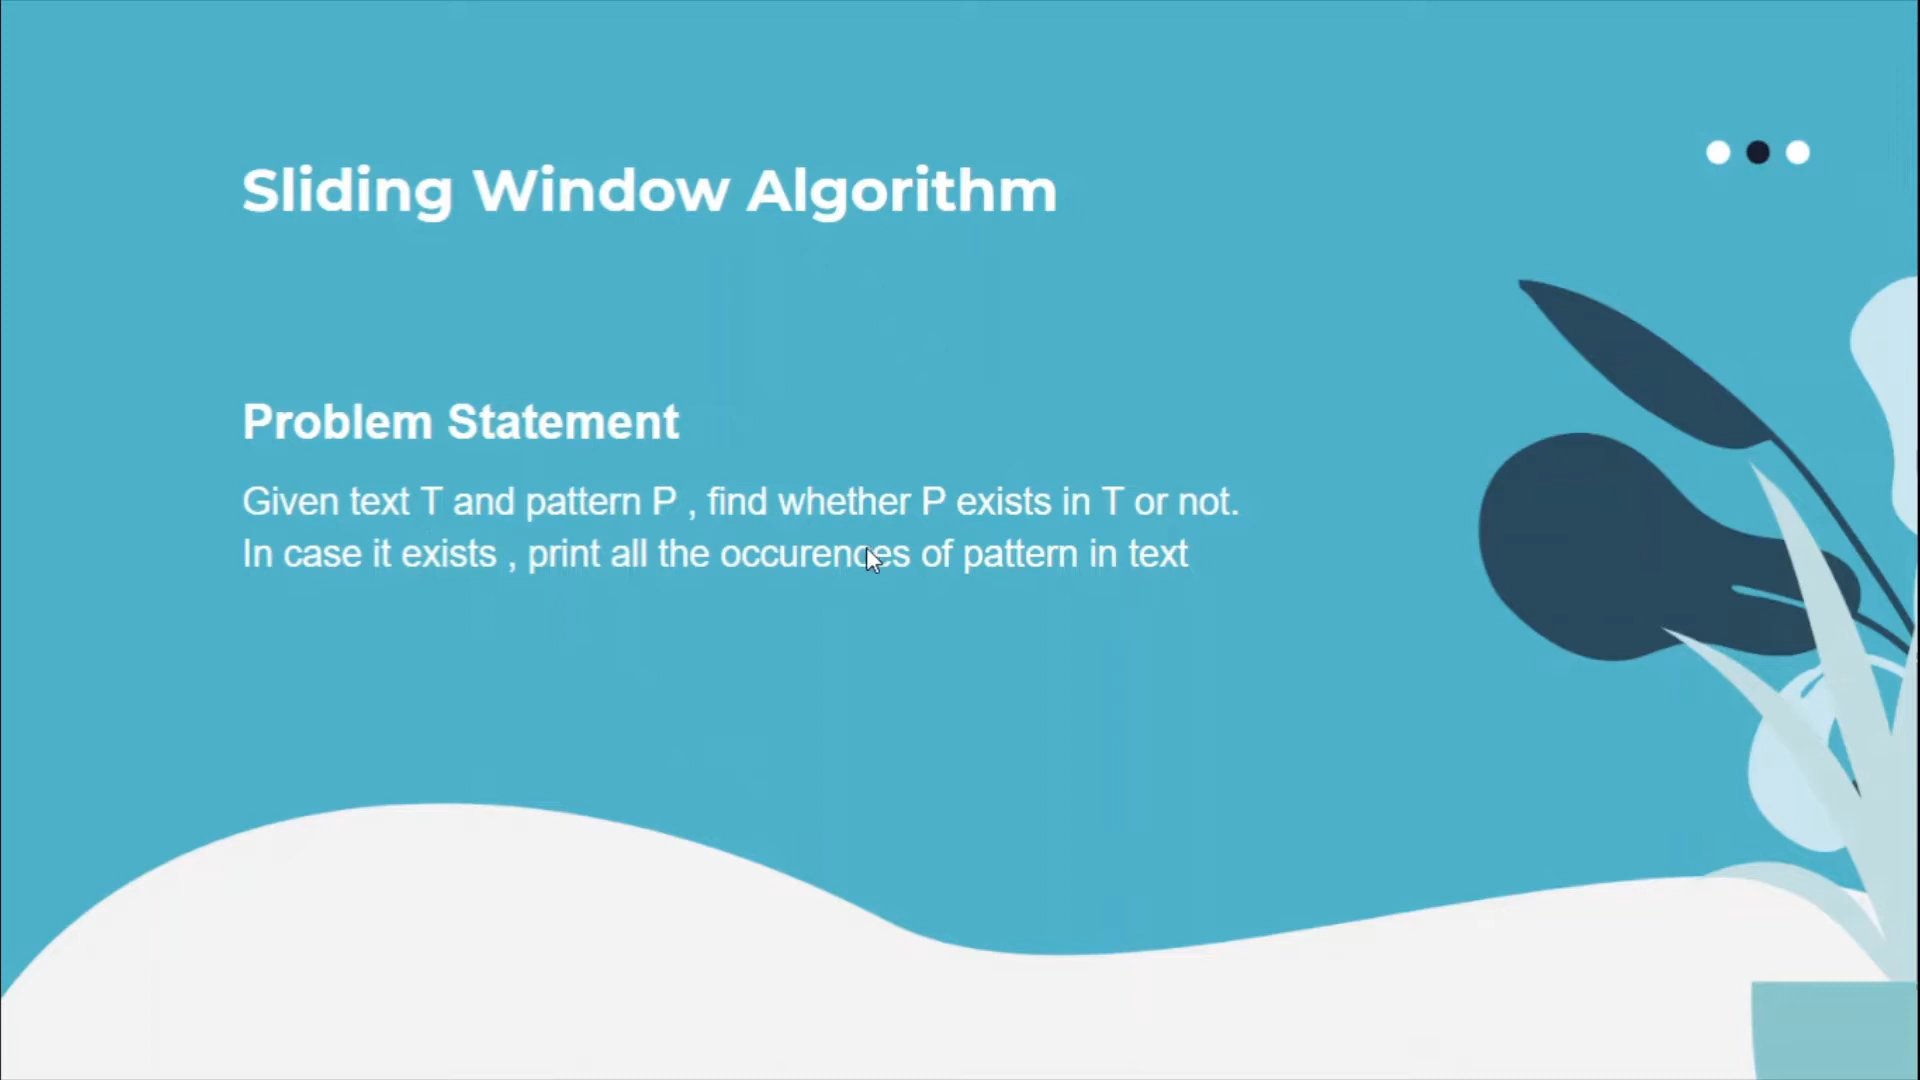 Sliding Window Algorithm
Problem Statement
Given text T and pattern P , find whether P exists in T or not.
In case it exists , print all the occurences of pattern in text